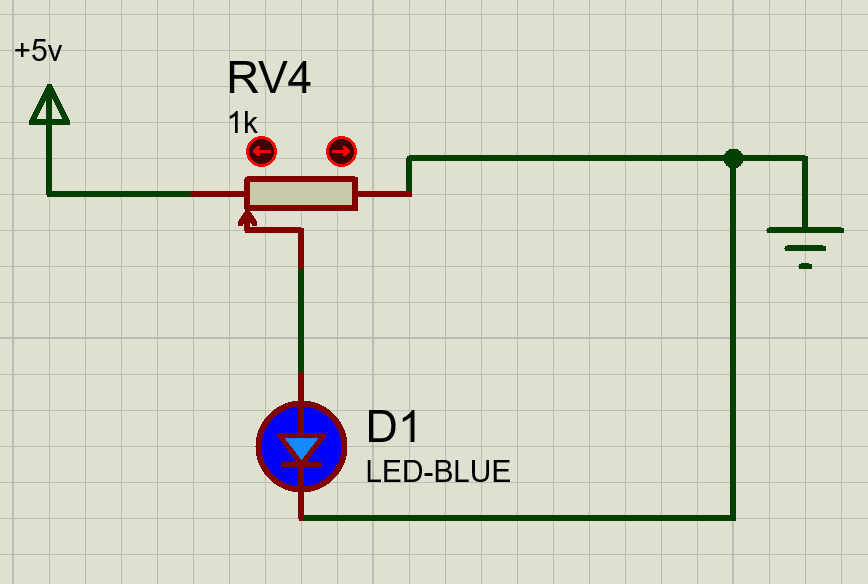 +5v
RV4
1k
D1
LED-BLUE